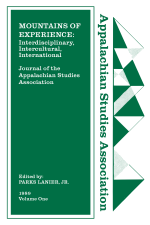 MOUNTAINS OF
EXPERIENCE:
Interdisciplinary,
Intercultural,
International
Journal of the
Appalachian Studies
Association
Edited by:
PARKS LANIER, JR.
1989
Volume One
Appalachian Studies Association